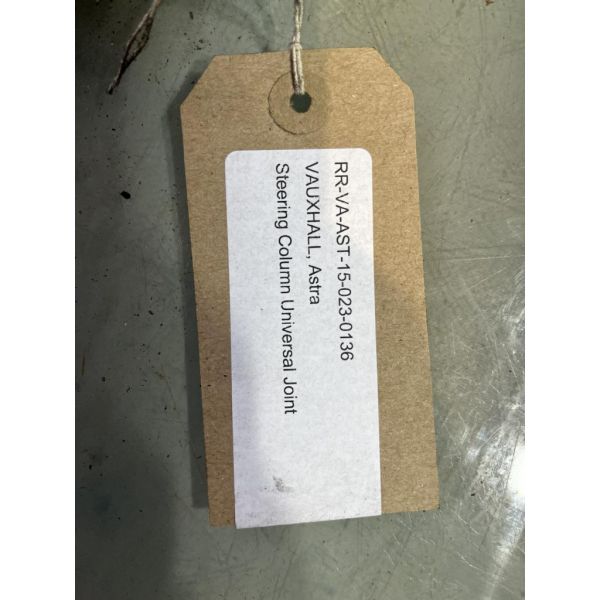 RR-VA-AST-15-023-0136
VAUXHALL, Astra
Steering Column Universal Joint